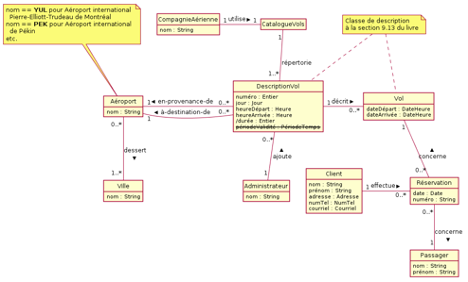 nom == YUL pour Aéroport international
Pierre-Elliott-Trudeau de Montréal
nom == PEK pour Aéroport international
de Pékin
etc.
CompagnieAérienne
nom : String
1 utilise▶ 1
CatalogueVols
Classe de description
à la section 9.13 du livre
1
répertoire
1..*
DescriptionVol
numéro : Entier
jour : Jour
heureDépart : Heure
heureArrivée : Heure
/durée : Entier
périodeValidité : PériodeTemps
Aéroport
nom : String
1 ◀ en-provenance-de 0..*
1 ◀ à-destination-de 0..*
1 décrit▶ 0..*
Vol
dateDépart : DateHeure
dateArrivée : DateHeure
0..*
dessert
▼
1..*
Ville
nom : String
0..*
▲
ajoute
1
Administrateur
nom : String
1
▲
concerne
0..*
Client
nom : String
prénom : String
adresse : Adresse
numTel : NumTel
courriel : Courriel
1 effectue▶ 0..*
Réservation
date : Date
numéro : String
0..*
concerne
▼
1
Passager
nom : String
prénom : String